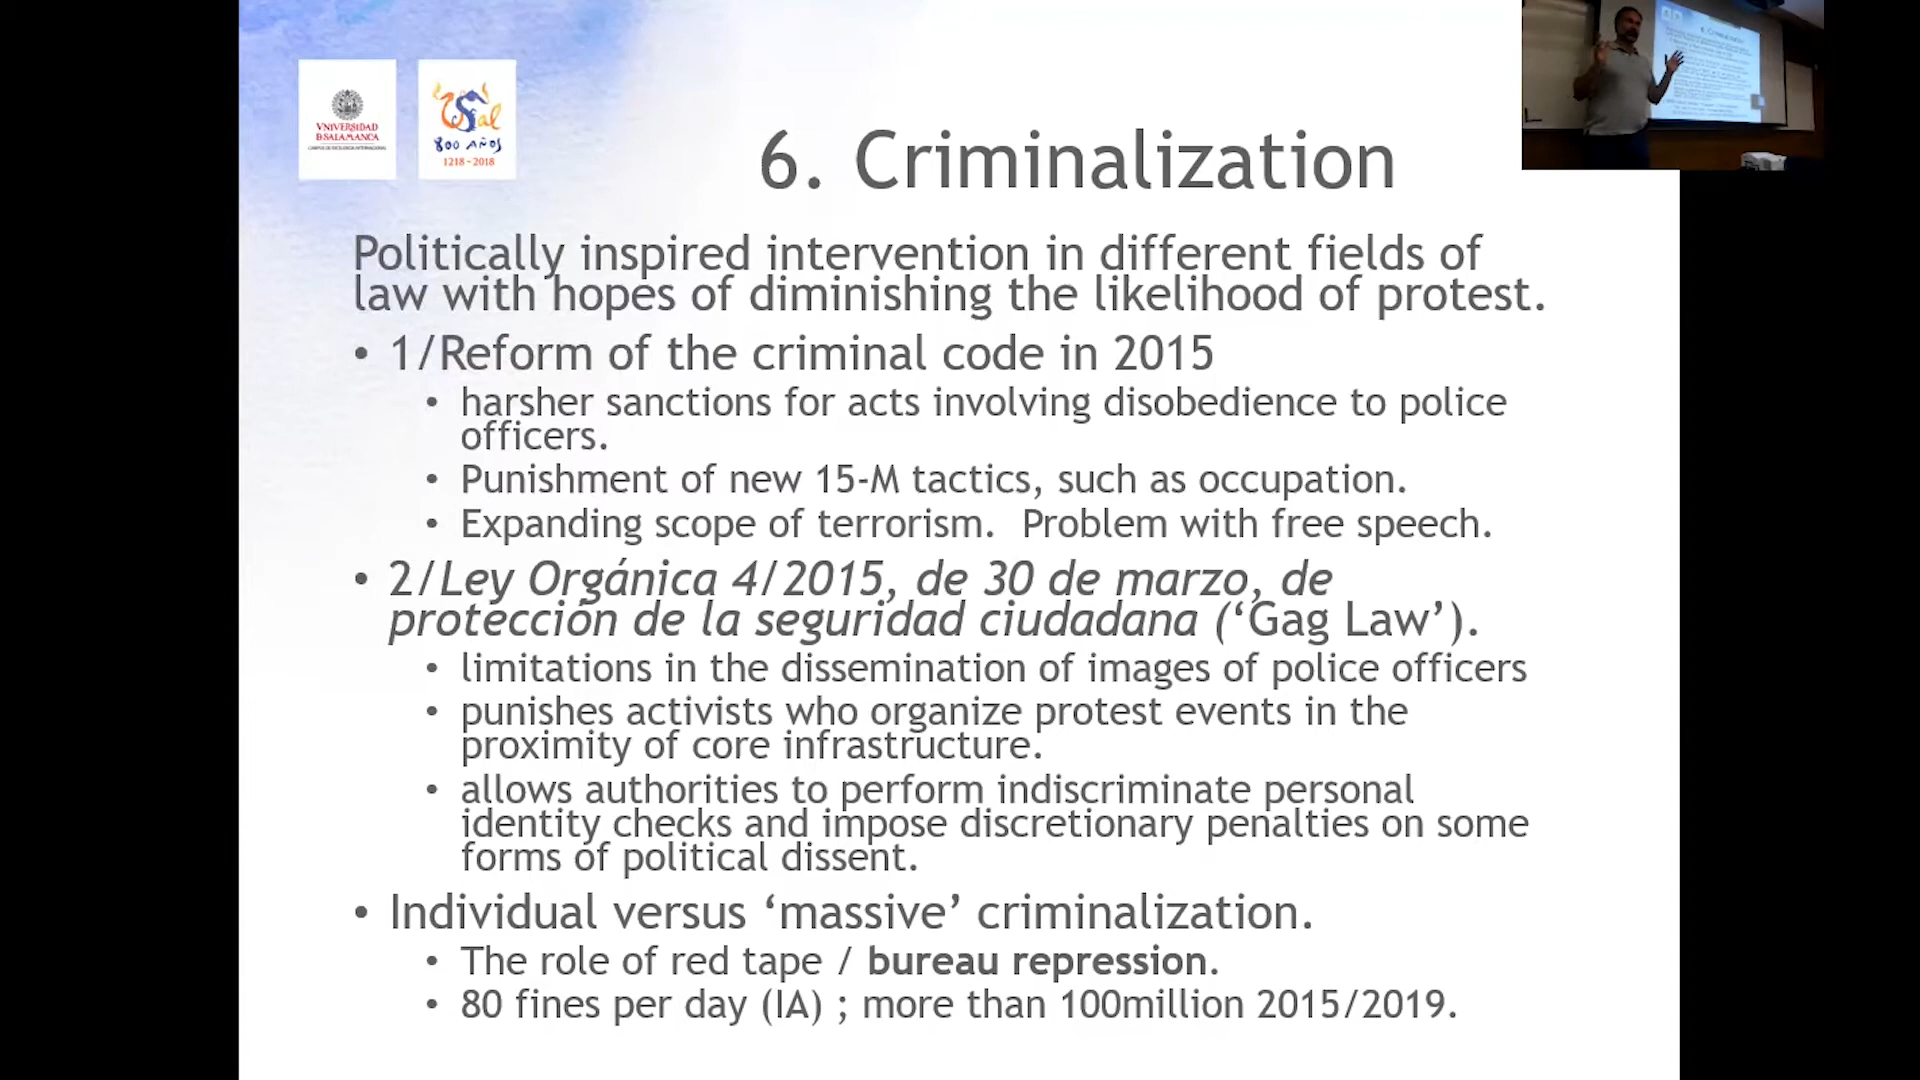 VNIVERSIDAD
D SALAMANCA
CAMPUS DE EXCELENCIA INTERNACIONAL
USal
800 AÑOS
1218 ~ 2018
6. Criminalization
Politically inspired intervention in different fields of
law with hopes of diminishing the likelihood of protest.
• 1/Reform of the criminal code in 2015
• harsher sanctions for acts involving disobedience to police
officers.
• Punishment of new 15-M tactics, such as occupation.
• Expanding scope of terrorism.  Problem with free speech.
• 2/Ley Orgánica 4/2015, de 30 de marzo, de
protección de la seguridad ciudadana (‘Gag Law’).
• limitations in the dissemination of images of police officers
• punishes activists who organize protest events in the
proximity of core infrastructure.
• allows authorities to perform indiscriminate personal
identity checks and impose discretionary penalties on some
forms of political dissent.
• Individual versus ‘massive’ criminalization.
• The role of red tape / bureau repression.
• 80 fines per day (IA) ; more than 100million 2015/2019.
6. Criminalization